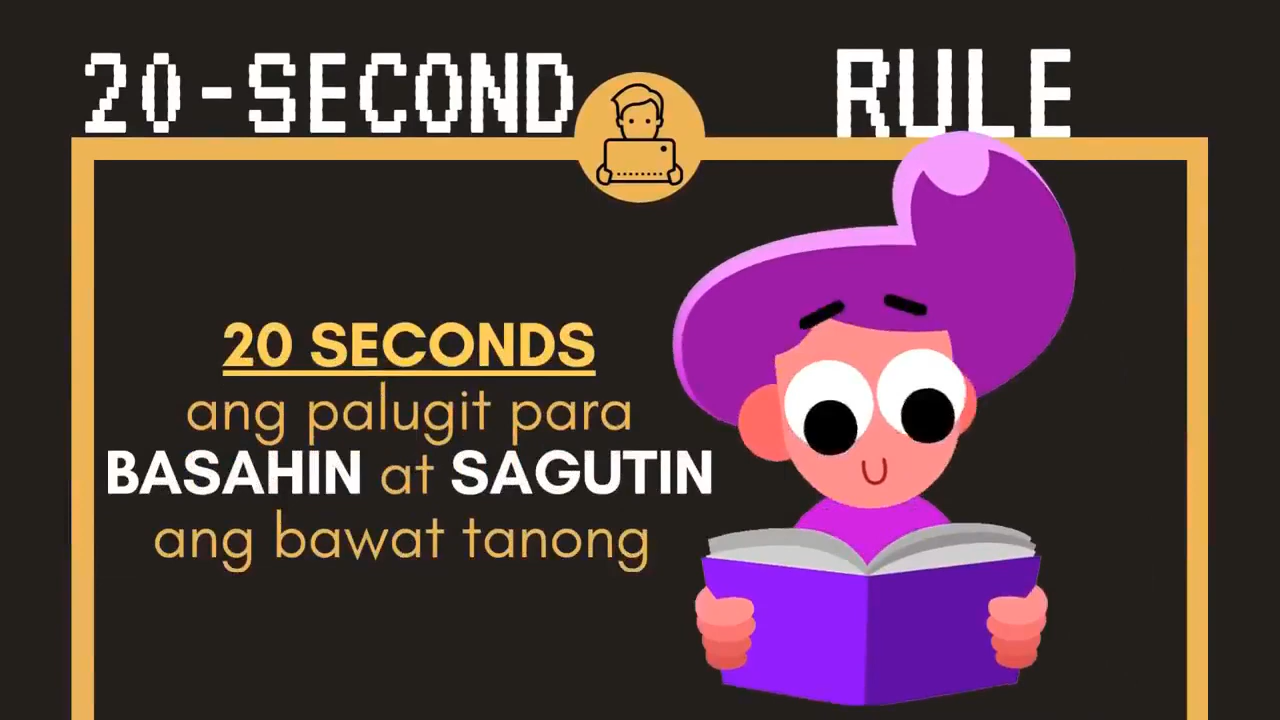 20-SECOND RULE
20 SECONDS
ang palugit para
BASAHIN at SAGUTIN
ang bawat tanong